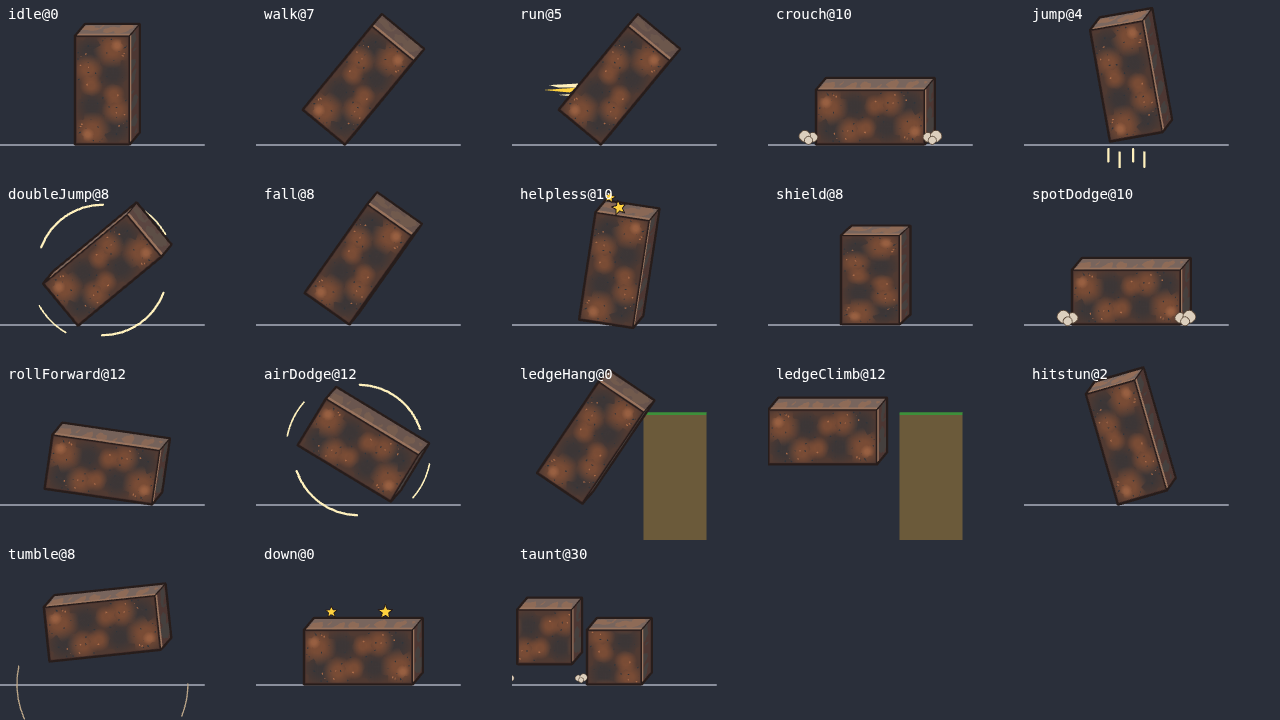 idle@0
walk@7
run@5
crouch@10
jump@4
doubleJump@8
fall@8
helpless@10
shield@8
spotDodge@10
rollForward@12
airDodge@12
ledgeHang@0
ledgeClimb@12
hitstun@2
tumble@8
down@0
taunt@30